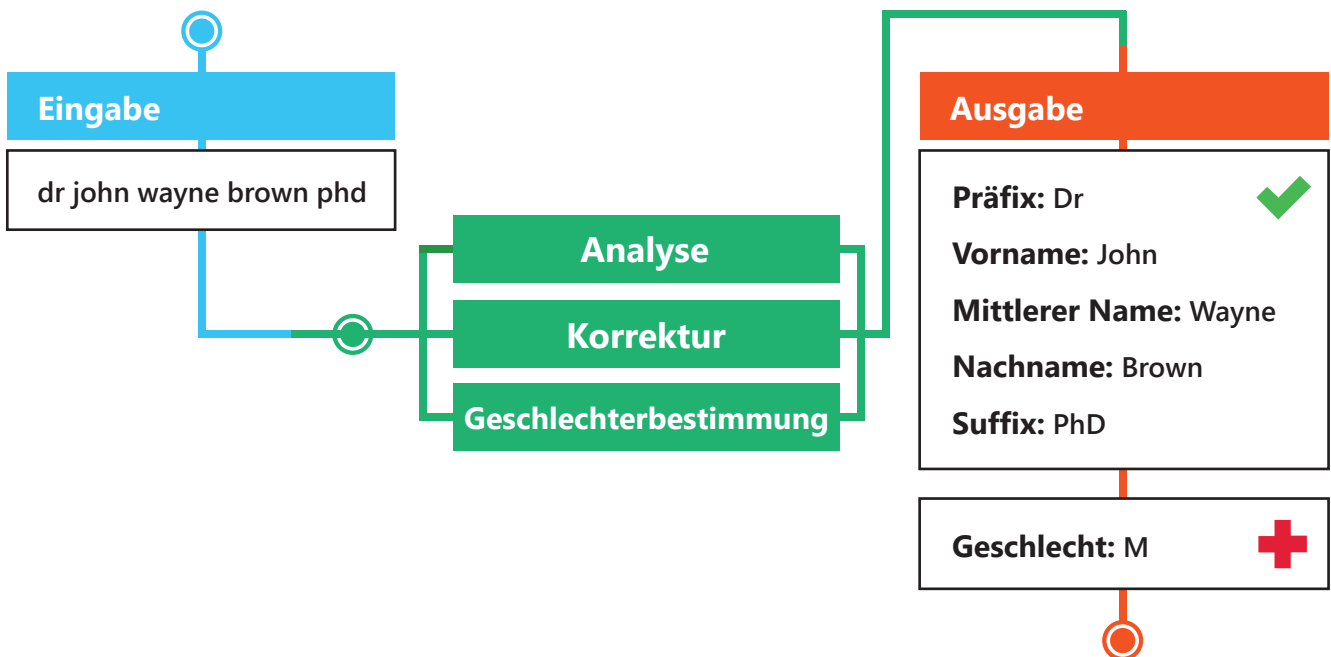 Eingabe
dr john wayne brown phd
Analyse
Korrektur
Geschlechterbestimmung
Ausgabe
Präfix: Dr
Vorname: John
Mittlerer Name: Wayne
Nachname: Brown
Suffix: PhD
Geschlecht: M